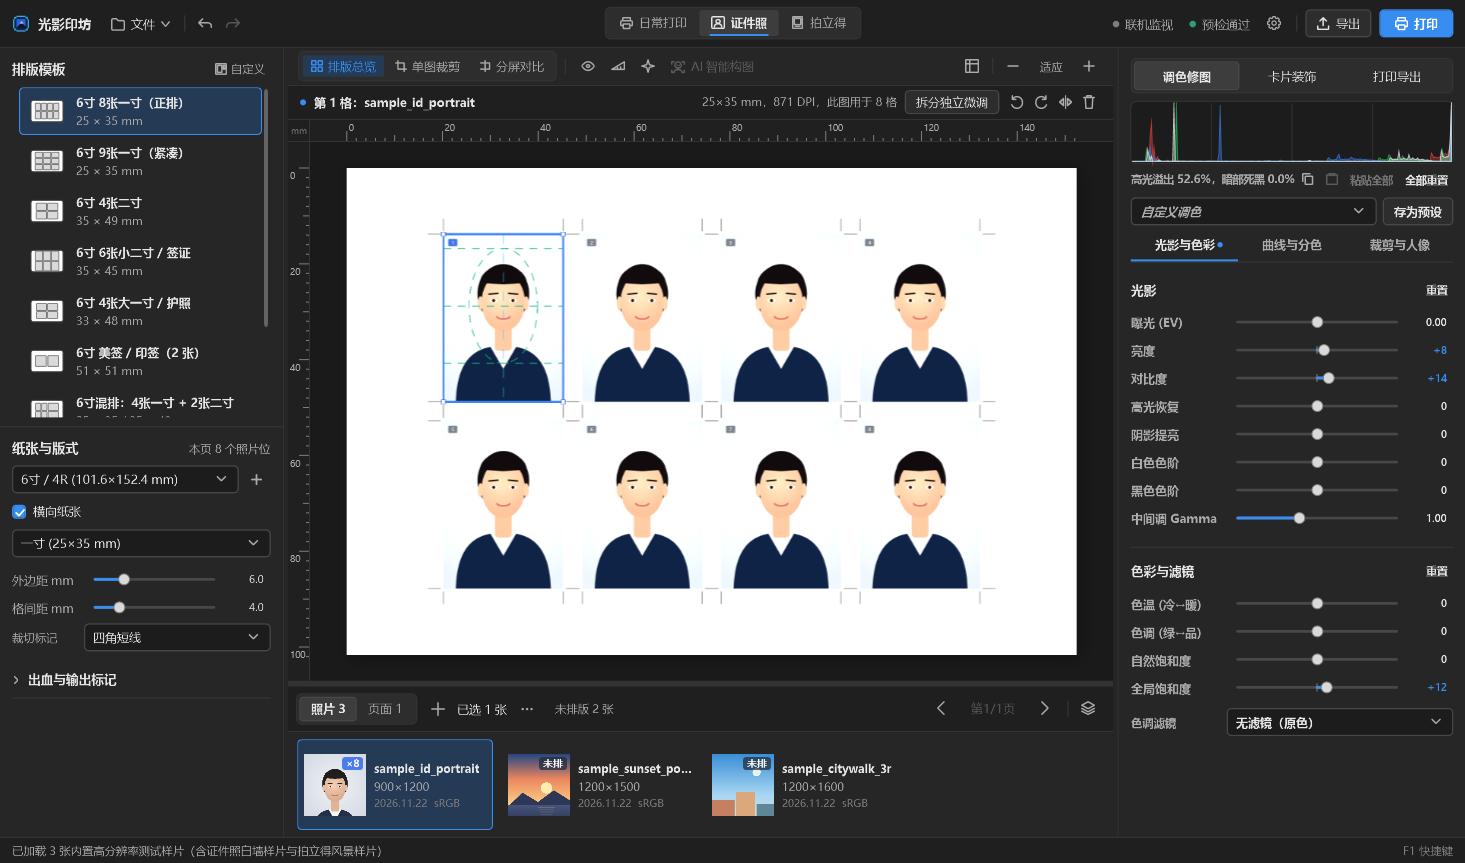 光影印坊
文件
日常打印
证件照
拍立得
联机监视
预检通过
导出
打印
排版模板
自定义
6寸 8张一寸（正排）
25 × 35 mm
6寸 9张一寸（紧凑）
25 × 35 mm
6寸 4张二寸
35 × 49 mm
6寸 6张小二寸 / 签证
35 × 45 mm
6寸 4张大一寸 / 护照
33 × 48 mm
6寸 美签 / 印签（2 张）
51 × 51 mm
6寸混排：4张一寸 + 2张二寸
纸张与版式
本页 8 个照片位
6寸 / 4R (101.6×152.4 mm)
横向纸张
一寸 (25×35 mm)
外边距 mm
6.0
格间距 mm
4.0
裁切标记
四角短线
出血与输出标记
排版总览
单图裁剪
分屏对比
AI 智能构图
适应
第 1 格：sample_id_portrait
25×35 mm，871 DPI，此图用于 8 格
拆分独立微调
mm
0 20 40 60 80 100 120 140
0
20
40
60
80
100
1 2 3 4
5 6 7 8
照片 3
页面 1
已选 1 张
未排版 2 张
第1/1页
×8
sample_id_portrait
900×1200
2026.11.22 sRGB
未排
sample_sunset_po...
1200×1500
2026.11.22 sRGB
未排
sample_citywalk_3r
1200×1600
2026.11.22 sRGB
调色修图
卡片装饰
打印导出
高光溢出 52.6%，暗部死黑 0.0%
粘贴全部
全部重置
自定义调色
存为预设
光影与色彩
曲线与分色
裁剪与人像
光影
重置
曝光 (EV)
0.00
亮度
+8
对比度
+14
高光恢复
0
阴影提亮
0
白色色阶
0
黑色色阶
0
中间调 Gamma
1.00
色彩与滤镜
重置
色温 (冷↔暖)
0
色调 (绿↔品)
0
自然饱和度
0
全局饱和度
+12
色调滤镜
无滤镜（原色）
已加载 3 张内置高分辨率测试样片（含证件照白墙样片与拍立得风景样片）
F1 快捷键